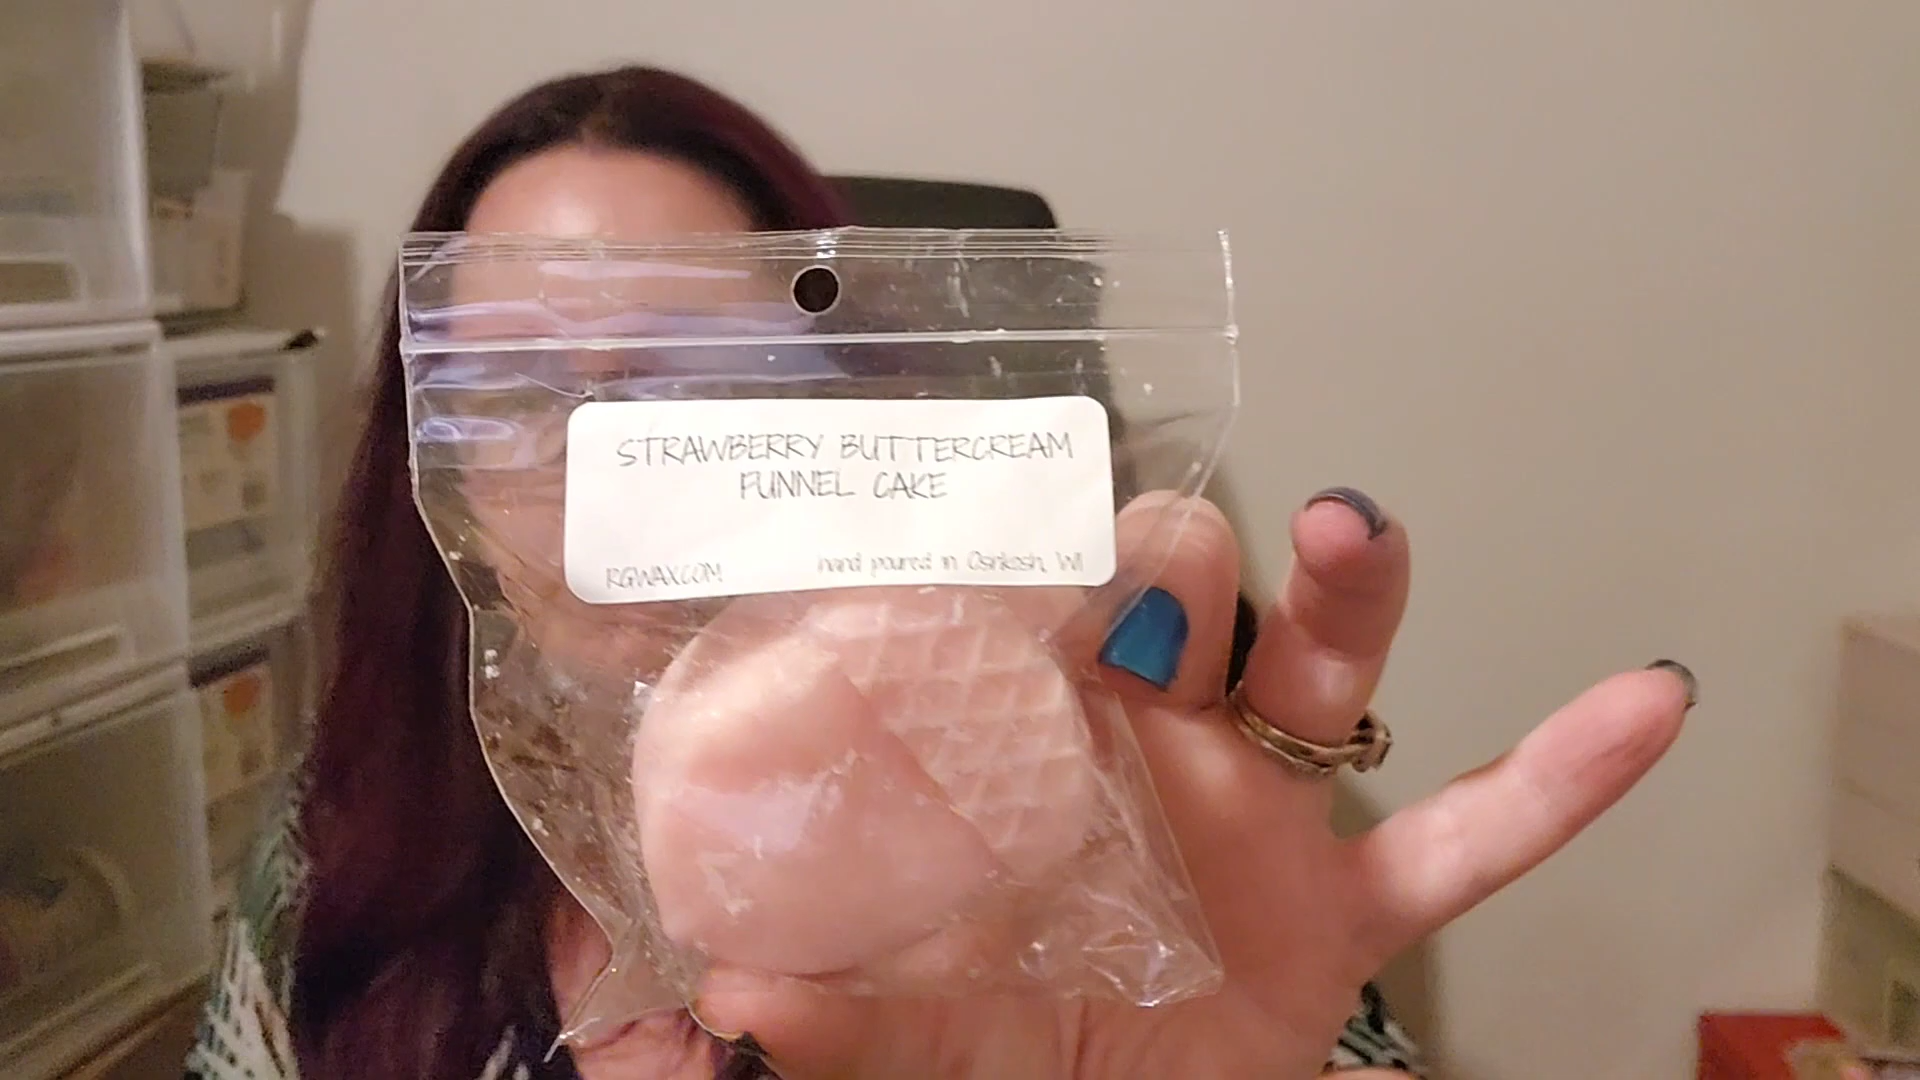 STRAWBERRY BUTTERCREAM
FUNNEL CAKE
RGWAX.COM hand poured in Oshkosh, WI